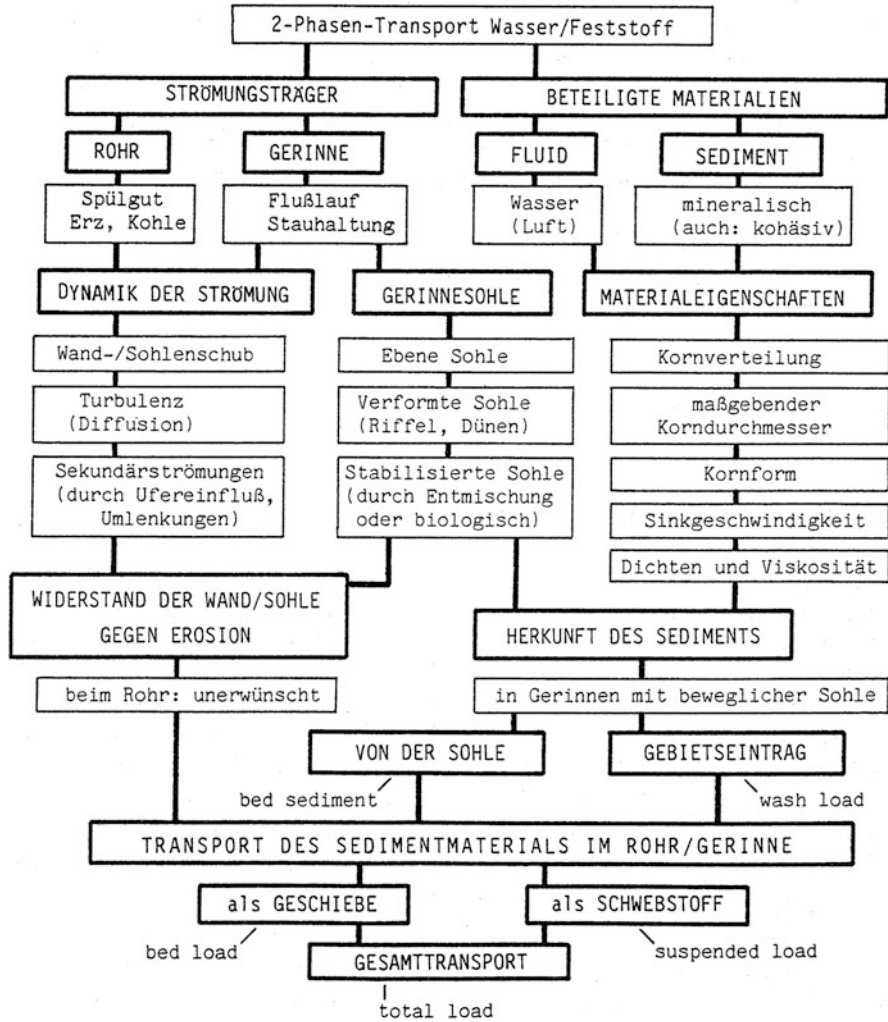 2-Phasen-Transport Wasser/Feststoff
STRÖMUNGSTRÄGER
BETEILIGTE MATERIALIEN
ROHR
GERINNE
FLUID
SEDIMENT
Spülgut
Erz, Kohle
Flußlauf
Stauhaltung
Wasser
(Luft)
mineralisch
(auch: kohäsiv)
DYNAMIK DER STRÖMUNG
GERINNESOHLE
MATERIALEIGENSCHAFTEN
Wand-/Sohlenschub
Ebene Sohle
Kornverteilung
Turbulenz
(Diffusion)
Verformte Sohle
(Riffel, Dünen)
maßgebender
Korndurchmesser
Sekundärströmungen
(durch Ufereinfluß,
Umlenkungen)
Stabilisierte Sohle
(durch Entmischung
oder biologisch)
Kornform
Sinkgeschwindigkeit
Dichten und Viskosität
WIDERSTAND DER WAND/SOHLE
GEGEN EROSION
HERKUNFT DES SEDIMENTS
beim Rohr: unerwünscht
in Gerinnen mit beweglicher Sohle
VON DER SOHLE
GEBIETSEINTRAG
bed sediment
wash load
TRANSPORT DES SEDIMENTMATERIALS IM ROHR/GERINNE
als GESCHIEBE
als SCHWEBSTOFF
bed load
suspended load
GESAMTTRANSPORT
total load